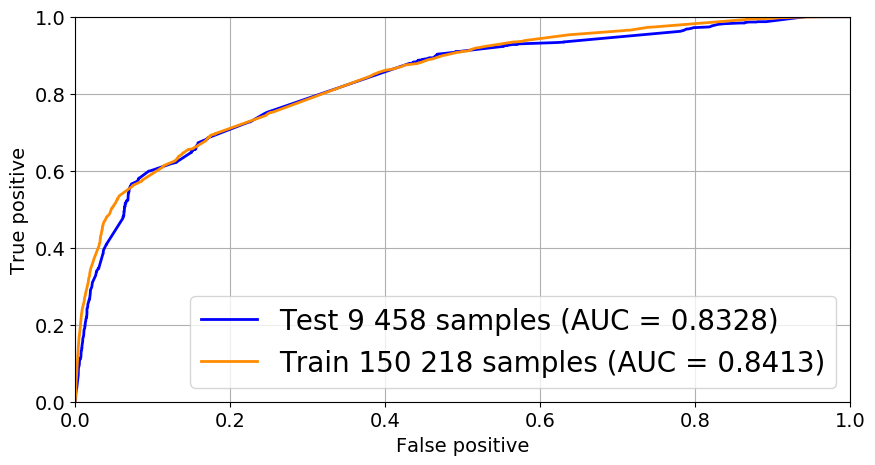 1.0
0.8
0.6
0.4
0.2
0.0
True positive
Test 9 458 samples (AUC = 0.8328)
Train 150 218 samples (AUC = 0.8413)
0.0 0.2 0.4 0.6 0.8 1.0
False positive